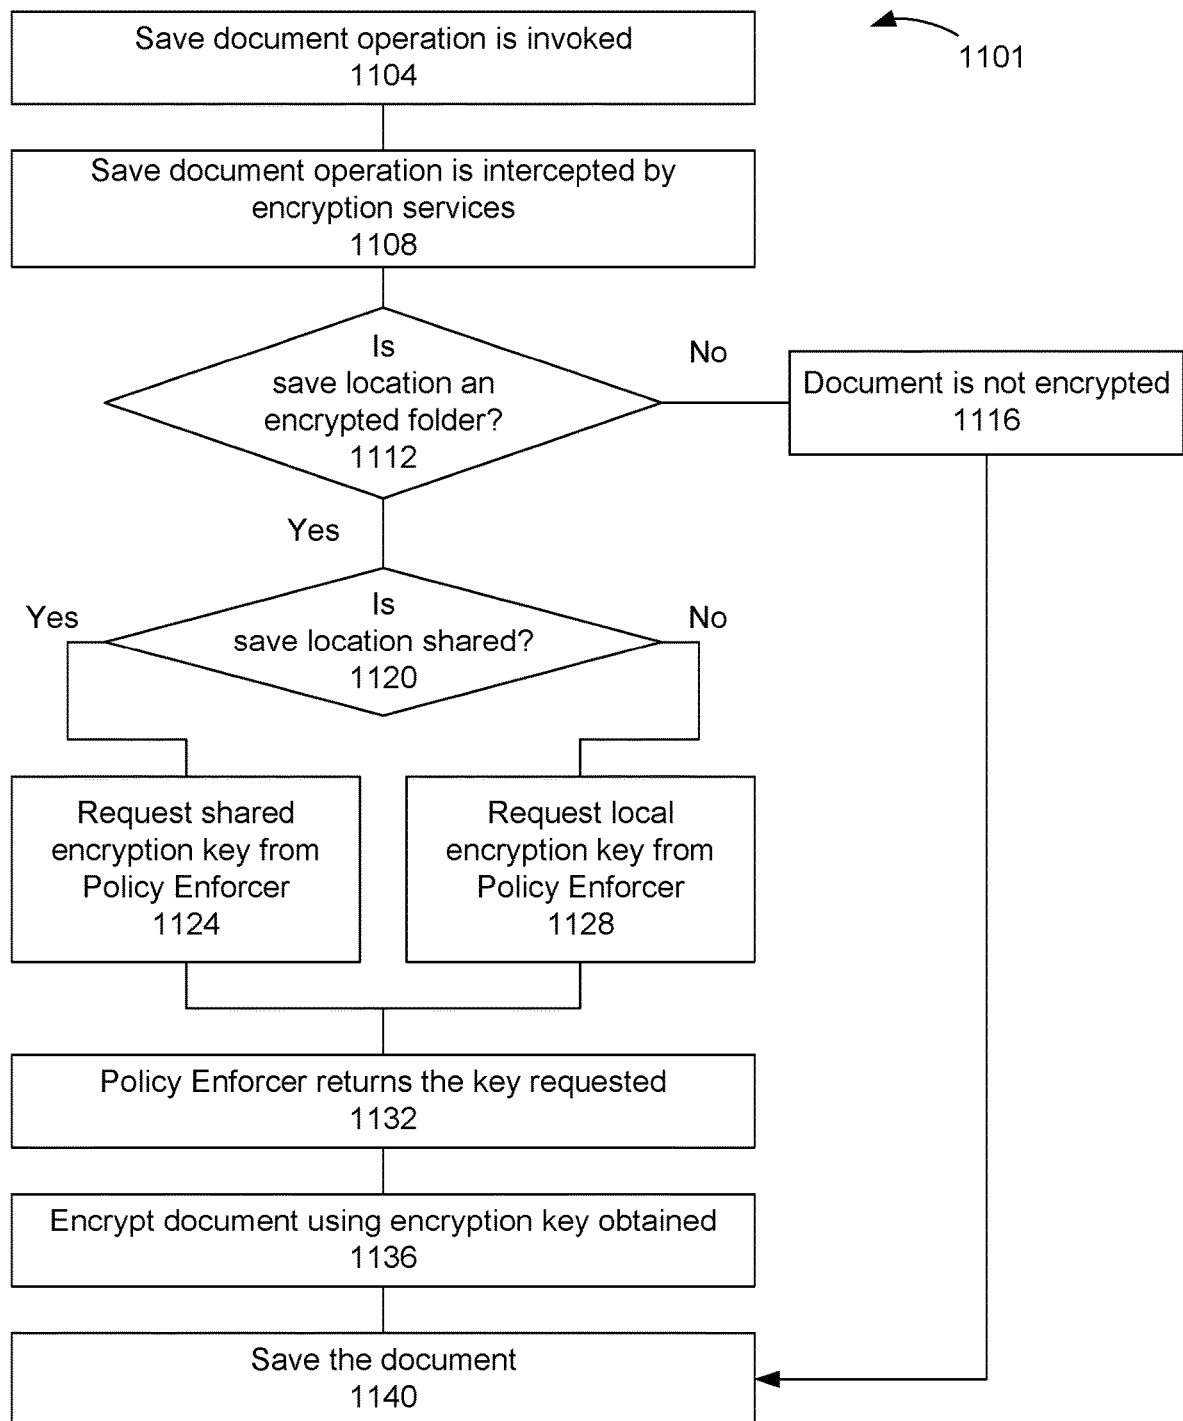 Save document operation is invoked
1104
1101
Save document operation is intercepted by
encryption services
1108
Is
save location an
encrypted folder?
1112
No
Document is not encrypted
1116
Yes
Is
save location shared?
1120
Yes
No
Request shared
encryption key from
Policy Enforcer
1124
Request local
encryption key from
Policy Enforcer
1128
Policy Enforcer returns the key requested
1132
Encrypt document using encryption key obtained
1136
Save the document
1140